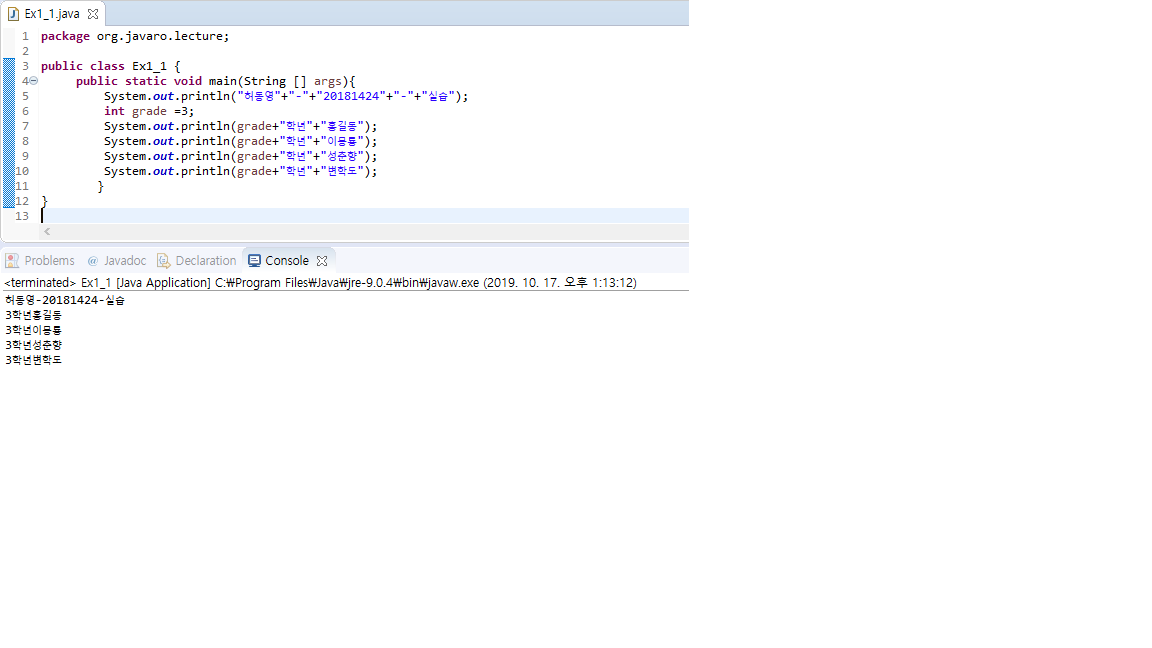 Ex1_1.java
1 package org.javaro.lecture;
2
3 public class Ex1_1 {
4 public static void main(String [] args){
5 System.out.println("허동영"+"-"+"20181424"+"-"+"실습");
6 int grade =3;
7 System.out.println(grade+"학년"+"홍길동");
8 System.out.println(grade+"학년"+"이몽룡");
9 System.out.println(grade+"학년"+"성춘향");
10 System.out.println(grade+"학년"+"변학도");
11 }
12 }
13
Problems @ Javadoc Declaration Console
<terminated> Ex1_1 [Java Application] C:₩Program Files₩Java₩jre-9.0.4₩bin₩javaw.exe (2019. 10. 17. 오후 1:13:12)
허동영-20181424-실습
3학년홍길동
3학년이몽룡
3학년성춘향
3학년변학도